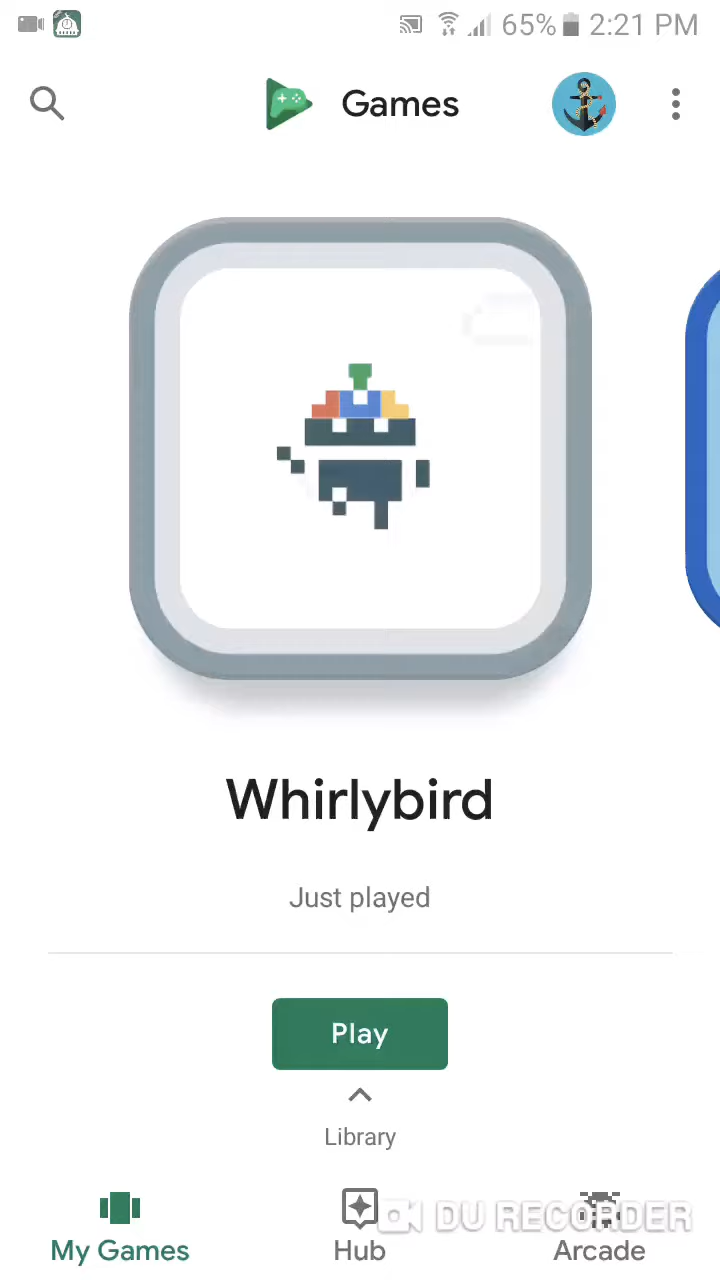 65% 2:21 PM
Games
Whirlybird
Just played
Play
Library
My Games Hub Arcade
DU RECORDER